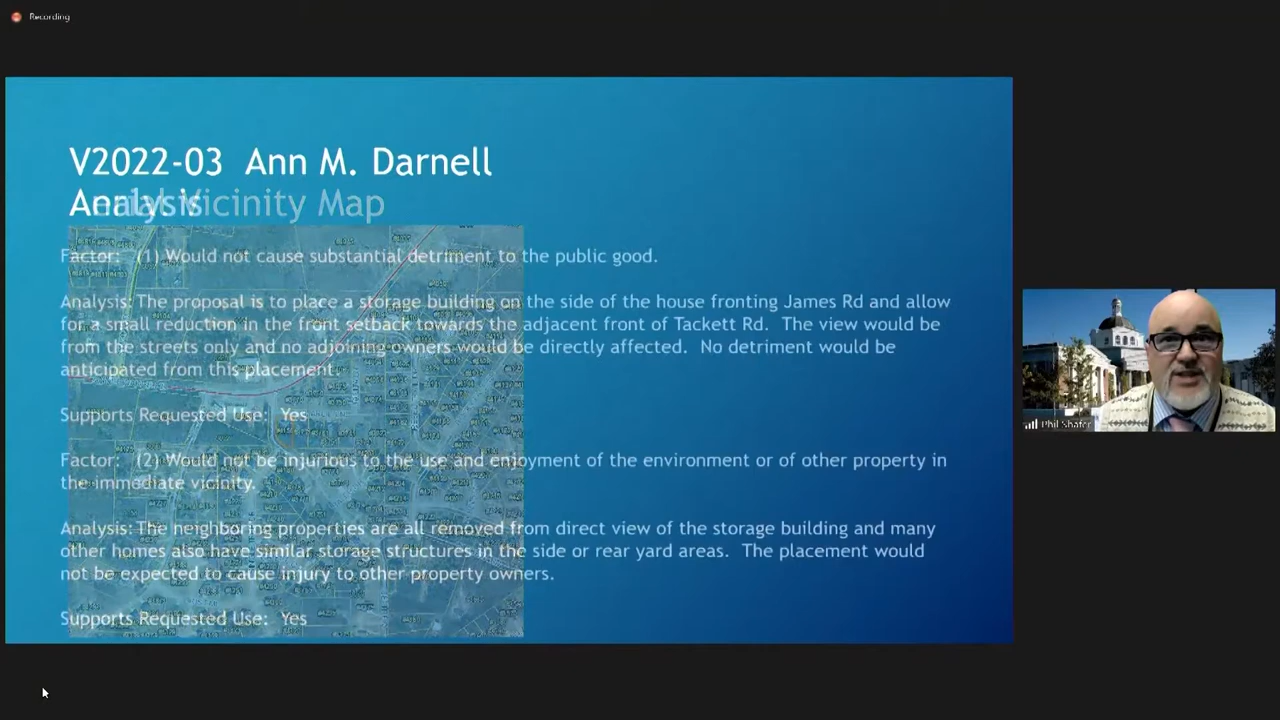 Recording
V2022-03 Ann M. Darnell
Analysis
Vicinity Map
Factor: (1) Would not cause substantial detriment to the public good.
Analysis: The proposal is to place a storage building on the side of the house fronting James Rd and allow
for a small reduction in the front setback towards the adjacent front of Tackett Rd. The view would be
from the streets only and no adjoining owners would be directly affected. No detriment would be
anticipated from this placement.
Supports Requested Use: Yes
Factor: (2) Would not be injurious to the use and enjoyment of the environment or of other property in
the immediate vicinity.
Analysis: The neighboring properties are all removed from direct view of the storage building and many
other homes also have similar storage structures in the side or rear yard areas. The placement would
not be expected to cause injury to other property owners.
Supports Requested Use: Yes
Phil Shafer